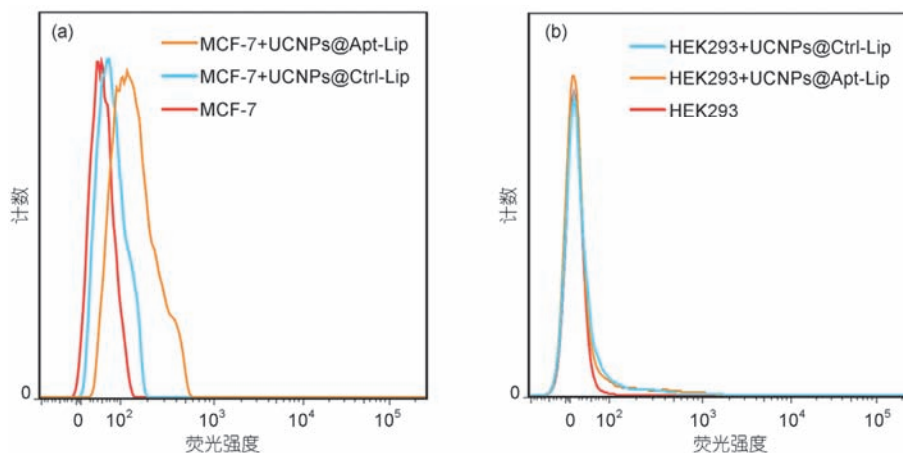 (a)
MCF-7+UCNPs@Apt-Lip
MCF-7+UCNPs@Ctrl-Lip
MCF-7
计数
0
0 10² 10³ 10⁴ 10⁵
荧光强度
(b)
HEK293+UCNPs@Ctrl-Lip
HEK293+UCNPs@Apt-Lip
HEK293
计数
0
0 10² 10³ 10⁴ 10⁵
荧光强度